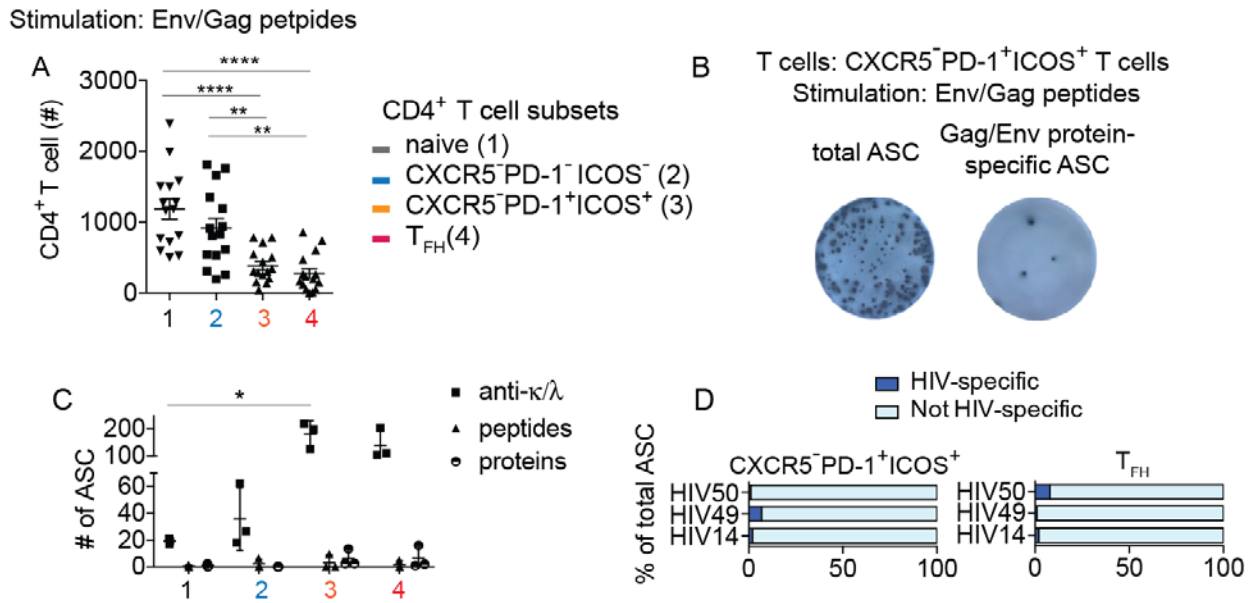 Stimulation: Env/Gag petpides
A
3000
2000
1000
0
CD4⁺ T cell (#)
****
****
**
**
1 2 3 4
CD4⁺ T cell subsets
naive (1)
CXCR5⁻PD-1⁻ICOS⁻ (2)
CXCR5⁻PD-1⁺ICOS⁺ (3)
T_FH(4)
B
T cells: CXCR5⁻PD-1⁺ICOS⁺ T cells
Stimulation: Env/Gag peptides
total ASC
Gag/Env protein-
specific ASC
C
200
100
60
40
20
0
# of ASC
*
1 2 3 4
anti-κ/λ
peptides
proteins
HIV-specific
Not HIV-specific
D
% of total ASC
CXCR5⁻PD-1⁺ICOS⁺
HIV50
HIV49
HIV14
0 50 100
T_FH
HIV50
HIV49
HIV14
0 50 100